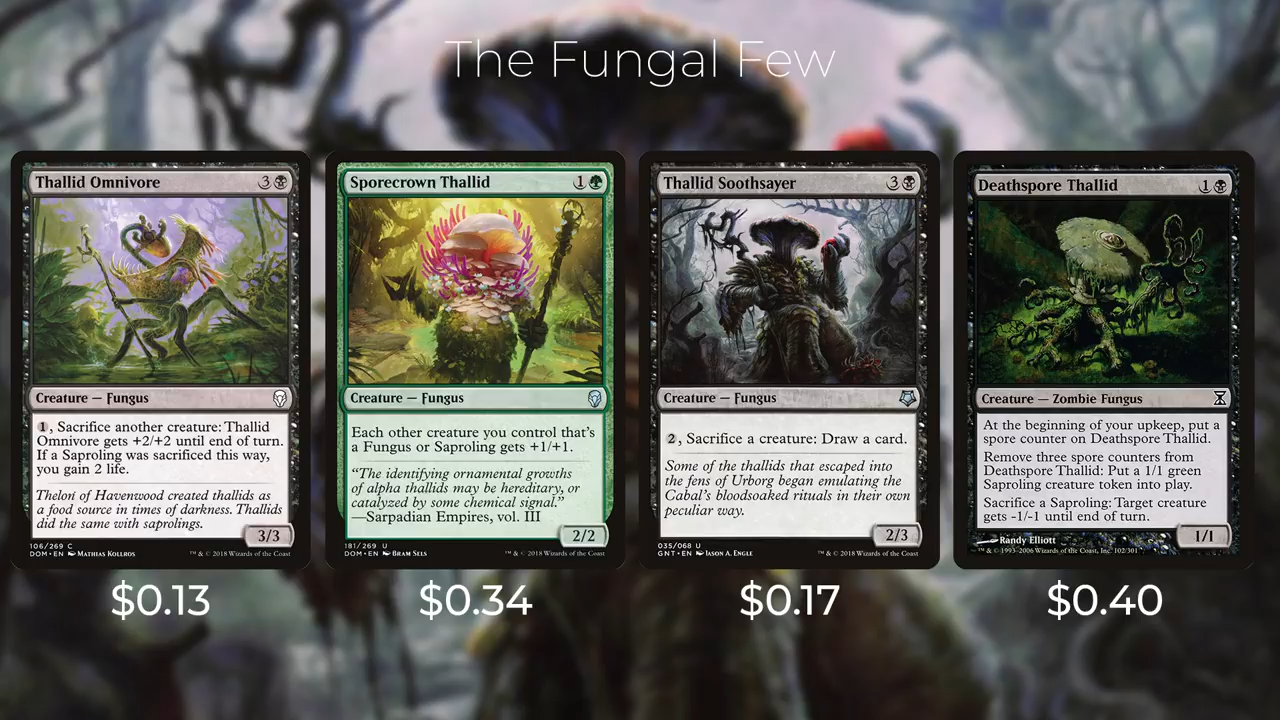 The Fungal Few
Thallid Omnivore 3
Creature — Fungus
1, Sacrifice another creature: Thallid
Omnivore gets +2/+2 until end of turn.
If a Saproling was sacrificed this way,
you gain 2 life.
Thelon of Havenwood created thallids as
a food source in times of darkness. Thallids
did the same with saprolings.
3/3
106/269 C
DOM • EN Mathias Kollros ™ & © 2018 Wizards of the Coast
$0.13
Sporecrown Thallid 1
Creature — Fungus
Each other creature you control that's
a Fungus or Saproling gets +1/+1.
“The identifying ornamental growths
of alpha thallids may be hereditary, or
catalyzed by some chemical signal.”
—Sarpadian Empires, vol. III
2/2
181/269 U
DOM • EN Bram Sels ™ & © 2018 Wizards of the Coast
$0.34
Thallid Soothsayer 3
Creature — Fungus
2, Sacrifice a creature: Draw a card.
Some of the thallids that escaped into
the fens of Urborg began emulating the
Cabal's bloodsoaked rituals in their own
peculiar way.
2/3
035/068 U
GNT • EN Jason A. Engle ™ & © 2018 Wizards of the Coast
$0.17
Deathspore Thallid 1
Creature — Zombie Fungus
At the beginning of your upkeep, put a
spore counter on Deathspore Thallid.
Remove three spore counters from
Deathspore Thallid: Put a 1/1 green
Saproling creature token into play.
Sacrifice a Saproling: Target creature
gets -1/-1 until end of turn.
1/1
Randy Elliott
™ & © 1993–2006 Wizards of the Coast, Inc. 102/301
$0.40